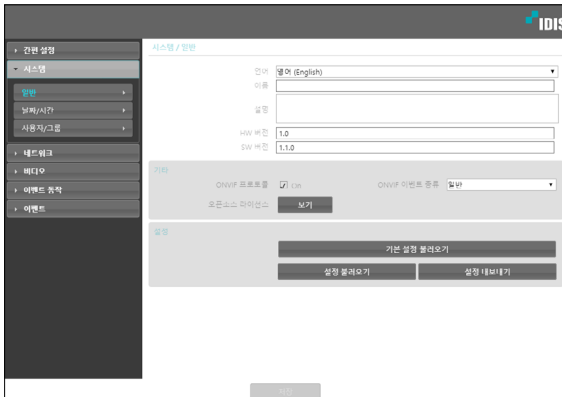 IDIS
간편 설정
시스템
일반
날짜/시간
사용자/그룹
네트워크
비디오
이벤트 동작
이벤트
시스템 / 일반
언어 영어 (English)
이름
설명
HW 버전 1.0
SW 버전 1.1.0
기타
ONVIF 프로토콜 On ONVIF 이벤트 종류 일반
오픈소스 라이선스 보기
설정
기본 설정 불러오기
설정 불러오기 설정 내보내기
저장